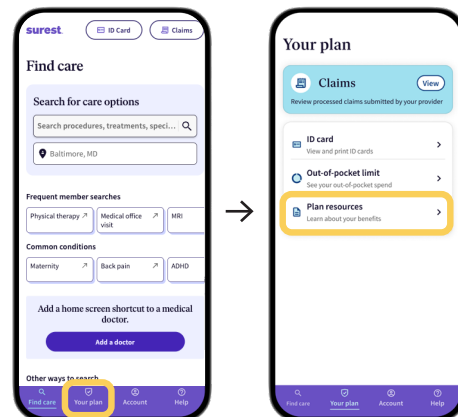 surest
ID Card
Claims
Find care
Search for care options
Search procedures, treatments, speci...
Baltimore, MD
Frequent member searches
Physical therapy
Medical office
visit
MRI
Common conditions
Maternity
Back pain
ADHD
Add a home screen shortcut to a medical
doctor.
Add a doctor
Other ways to search
Find care
Your plan
Account
Help
Your plan
Claims
View
Review processed claims submitted by your provider
ID card
View and print ID cards
Out-of-pocket limit
See your out-of-pocket spend
Plan resources
Learn about your benefits
Find care
Your plan
Account
Help